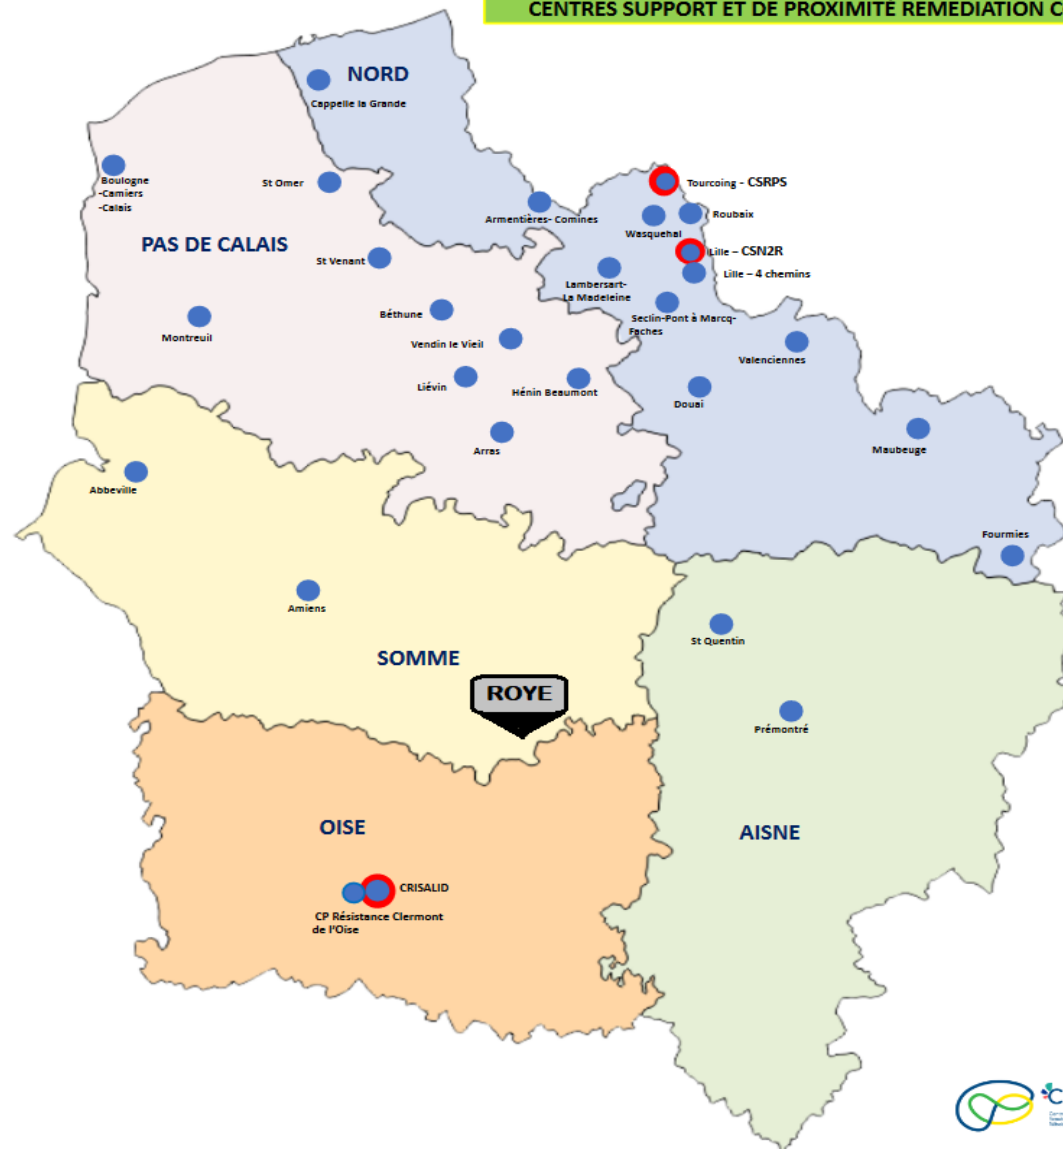 CENTRES SUPPORT ET DE PROXIMITÉ REMEDIATION
NORD
Cappelle la Grande
Boulogne
-Camiers
-Calais
St Omer
Tourcoing - CSRPS
Armentières- Comines
Wasquehal
Roubaix
PAS DE CALAIS
St Venant
Lille – CSN2R
Lille – 4 chemins
Lambersart-
La Madeleine
Montreuil
Béthune
Seclin-Pont à Marcq-
Faches
Vendin le Vieil
Valenciennes
Liévin
Hénin Beaumont
Douai
Arras
Maubeuge
Abbeville
Fourmies
Amiens
St Quentin
SOMME
ROYE
Prémontré
OISE
AISNE
CRISALID
CP Résistance Clermont
de l'Oise